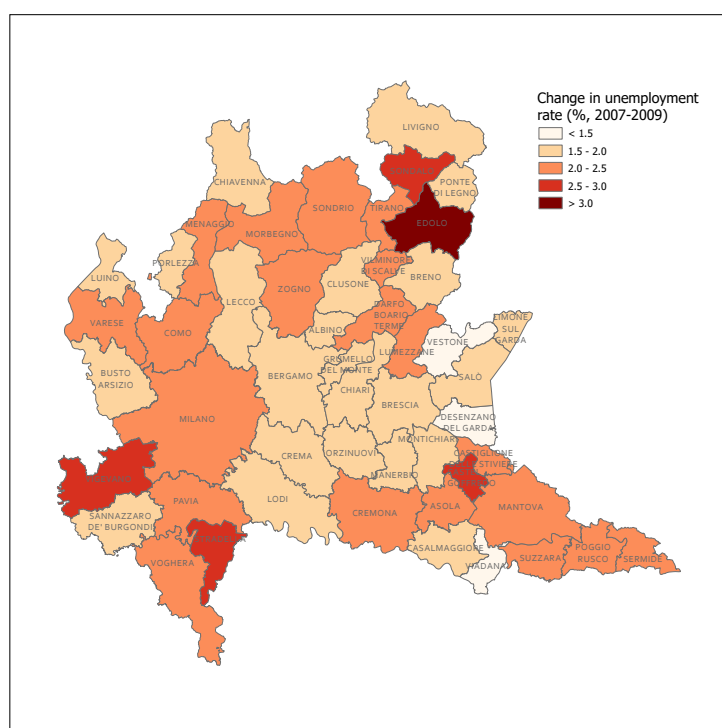 Change in unemployment
rate (%, 2007-2009)
< 1.5
1.5 - 2.0
2.0 - 2.5
2.5 - 3.0
> 3.0
LIVIGNO
CHIAVENNA
PONTE
DI LEGNO
SONDRIO
TIRANO
EDOLO
MENAGGIO
MORBEGNO
PORLEZZA
VILMINORE
DI SCALVE
LUINO
BRENO
CLUSONE
ZOGNO
LECCO
DARFO
BOARIO
TERME
LIMONE
SUL
GARDA
VARESE
COMO
ALBINO
VESTONE
LUMEZZANE
GRUMELLO
DEL MONTE
BUSTO
ARSIZIO
BERGAMO
SALÒ
CHIARI
BRESCIA
MILANO
DESENZANO
DEL GARDA
MONTICHIARI
CREMA
ORZINUOVI
CASTIGLIONE
DELLE STIVIERE
MANERBIO
LODI
PAVIA
ASOLA
MANTOVA
SANNAZZARO
DE' BURGONDI
CREMONA
CASALMAGGIORE
POGGIO
RUSCO
SUZZARA
SERMIDE
VOGHERA
VIADANA